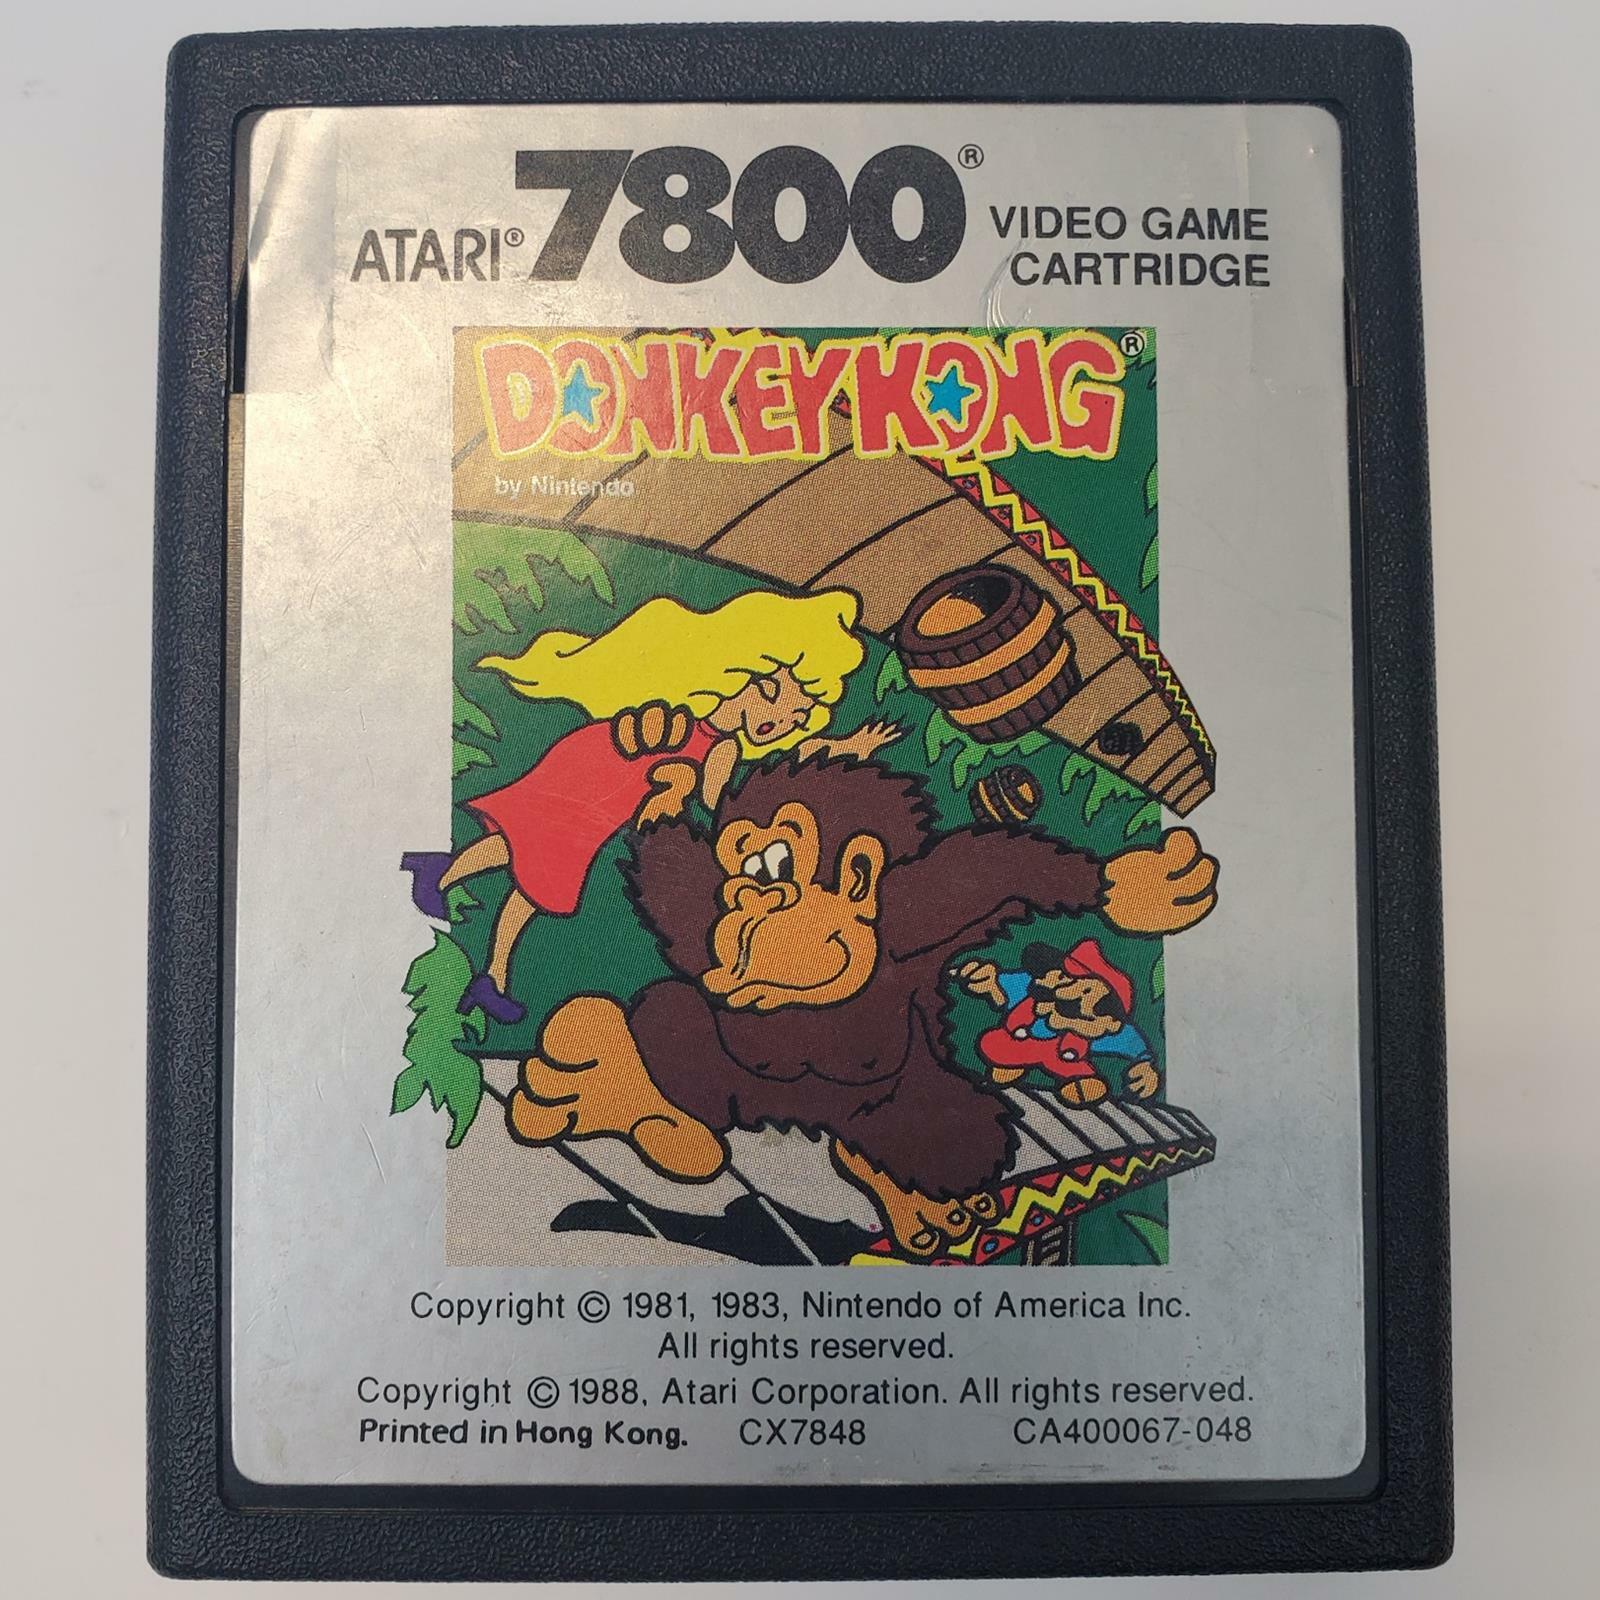 ATARI® 7800® VIDEO GAME
CARTRIDGE
DONKEY KONG®
by Nintendo
Copyright © 1981, 1983, Nintendo of America Inc.
All rights reserved.
Copyright © 1988, Atari Corporation. All rights reserved.
Printed in Hong Kong. CX7848 CA400067-048